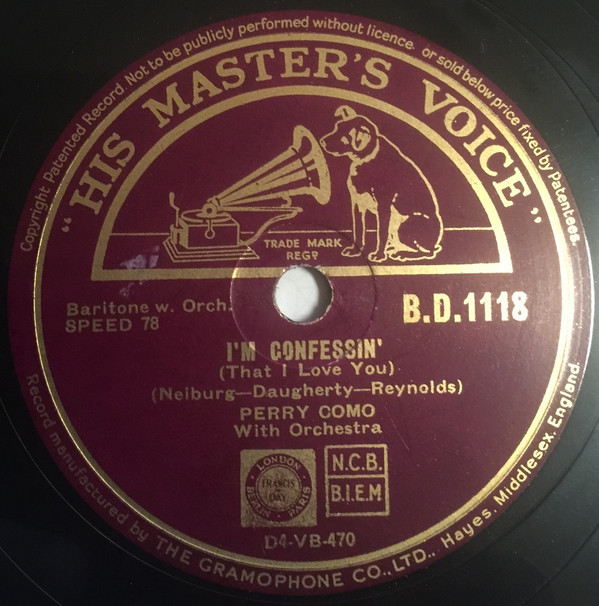 Copyright Patented Record. Not to be publicly performed without licence. or sold below price fixed by Patentees.
"HIS MASTER'S VOICE"
TRADE MARK
REGD
Baritone w. Orch.
SPEED 78
B.D.1118
I'M CONFESSIN'
(That I Love You)
(Neiburg—Daugherty—Reynolds)
PERRY COMO
With Orchestra
LONDON
FRANCIS
DAY
BERLIN
PARIS
N.C.B.
B.I.E.M
D4-VB-470
Record manufactured by THE GRAMOPHONE CO., LTD., Hayes, Middlesex, England.